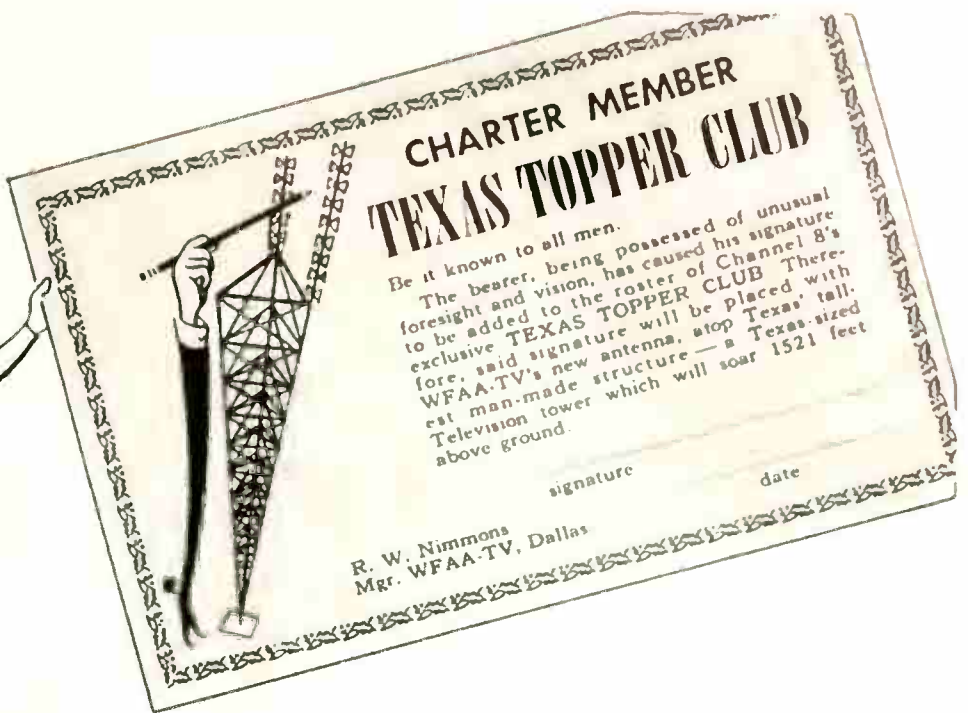 CHARTER MEMBER
TEXAS TOPPER CLUB
Be it known to all men.
The bearer, being possessed of unusual
foresight and vision, has caused his signature
to be added to the roster of Channel 8's
exclusive TEXAS TOPPER CLUB There-
fore, said signature will be placed with
WFAA-TV's new antenna, atop Texas' tall-
est man-made structure — a Texas-sized
Television tower which will soar 1521 feet
above ground.
signature
date
R. W. Nimmons
Mgr. WFAA-TV, Dallas